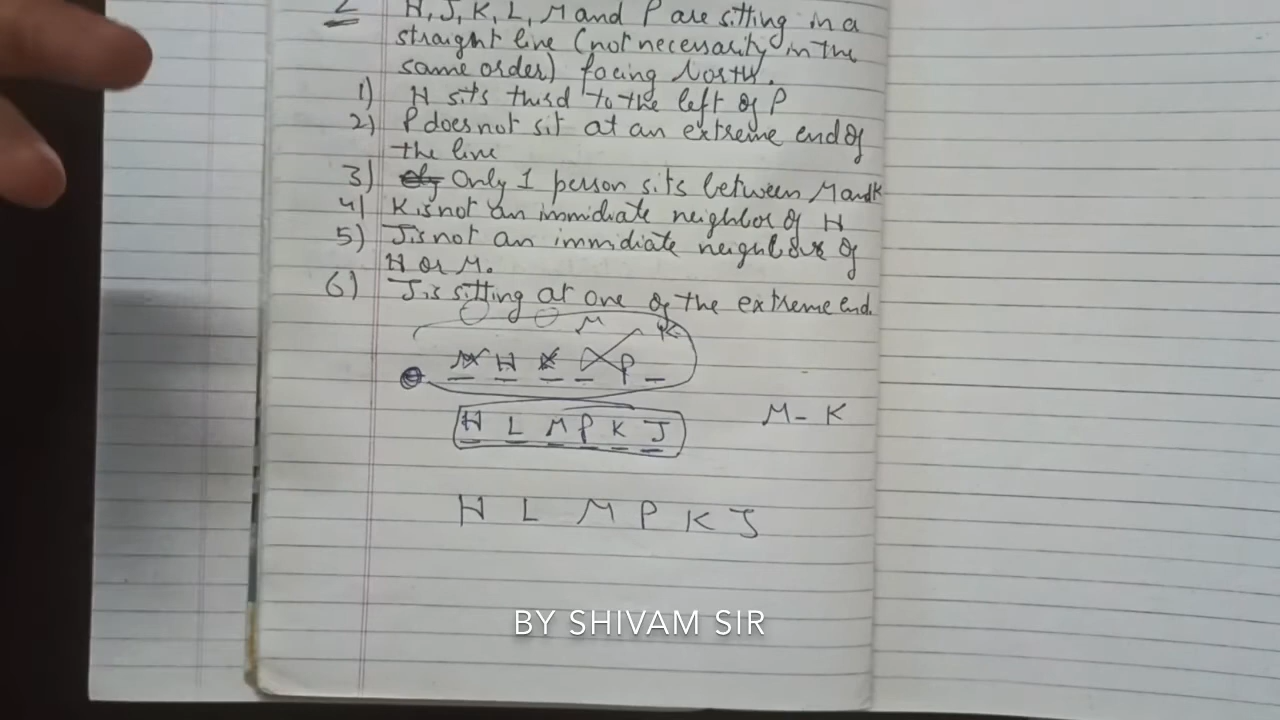 2 H, J, K, L, M and P are sitting in a
straight line (not necessarity in the
same order) facing North.
1) H sits third to the left of P
2) P does not sit at an extreme end of
the line
3) Only 1 person sits between M and K
4) K is not an immidiate neighbor of H
5) J is not an immidiate neighbour of
H or M.
6) J is sitting at one of the extreme end.
M K
M H K P
H L M P K J
M - K
H L M P K J
BY SHIVAM SIR